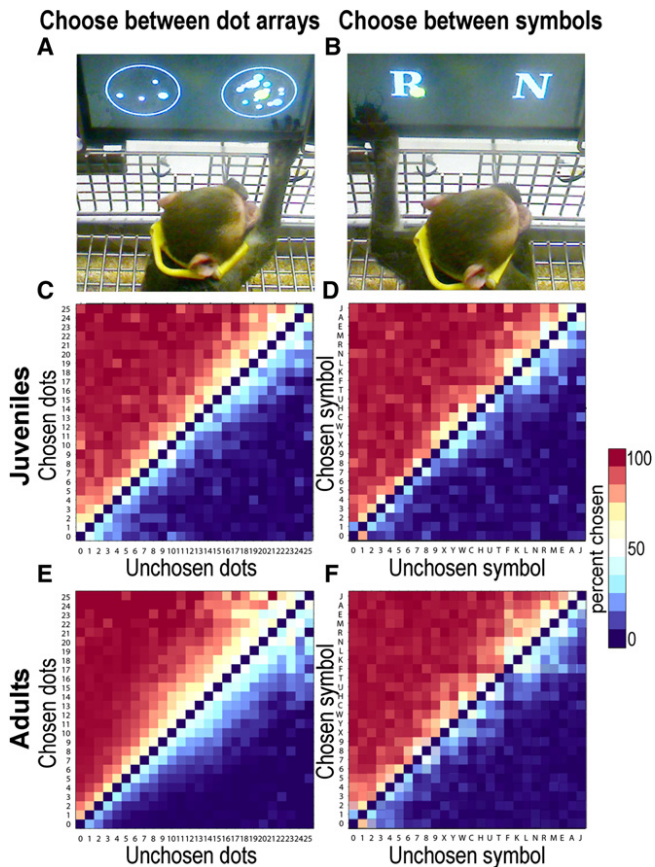 Choose between dot arrays
Choose between symbols
A
B
R N
C
D
Juveniles
Chosen dots
25
24
23
22
21
20
19
18
17
16
15
14
13
12
11
10
9
8
7
6
5
4
3
2
1
0
0 1 2 3 4 5 6 7 8 9 10 11 12 13 14 15 16 17 18 19 20 21 22 23 24 25
Unchosen dots
Chosen symbol
J
A
E
M
R
N
L
K
F
T
U
H
C
W
Y
X
9
8
7
6
5
4
3
2
1
0
0 1 2 3 4 5 6 7 8 9 X Y W C H U T F K L N R M E A J
Unchosen symbol
100
50
0
percent chosen
E
F
Adults
Chosen dots
25
24
23
22
21
20
19
18
17
16
15
14
13
12
11
10
9
8
7
6
5
4
3
2
1
0
0 1 2 3 4 5 6 7 8 9 10 11 12 13 14 15 16 17 18 19 20 21 22 23 24 25
Unchosen dots
Chosen symbol
J
A
E
M
R
N
L
K
F
T
U
H
C
W
Y
X
9
8
7
6
5
4
3
2
1
0
0 1 2 3 4 5 6 7 8 9 X Y W C H U T F K L N R M E A J
Unchosen symbol